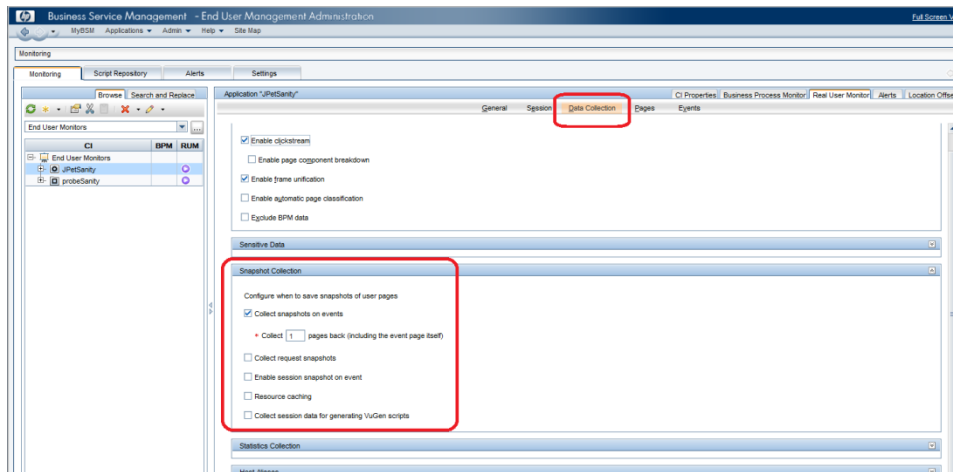 hp Business Service Management - End User Management Administration Full Screen V
MyBSM Applications Admin Help Site Map
Monitoring
Monitoring Script Repository Alerts Settings
Browse Search and Replace
Application "JPetSanity" CI Properties Business Process Monitor Real User Monitor Alerts Location Offse
General Session Data Collection Pages Events
End User Monitors ...
CI BPM RUM
End User Monitors
JPetSanity
probeSanity
Enable clickstream
Enable page component breakdown
Enable frame unification
Enable automatic page classification
Exclude BPM data
Sensitive Data
Snapshot Collection
Configure when to save snapshots of user pages
Collect snapshots on events
* Collect 1 pages back (including the event page itself)
Collect request snapshots
Enable session snapshot on event
Resource caching
Collect session data for generating VuGen scripts
Statistics Collection
Host Aliases